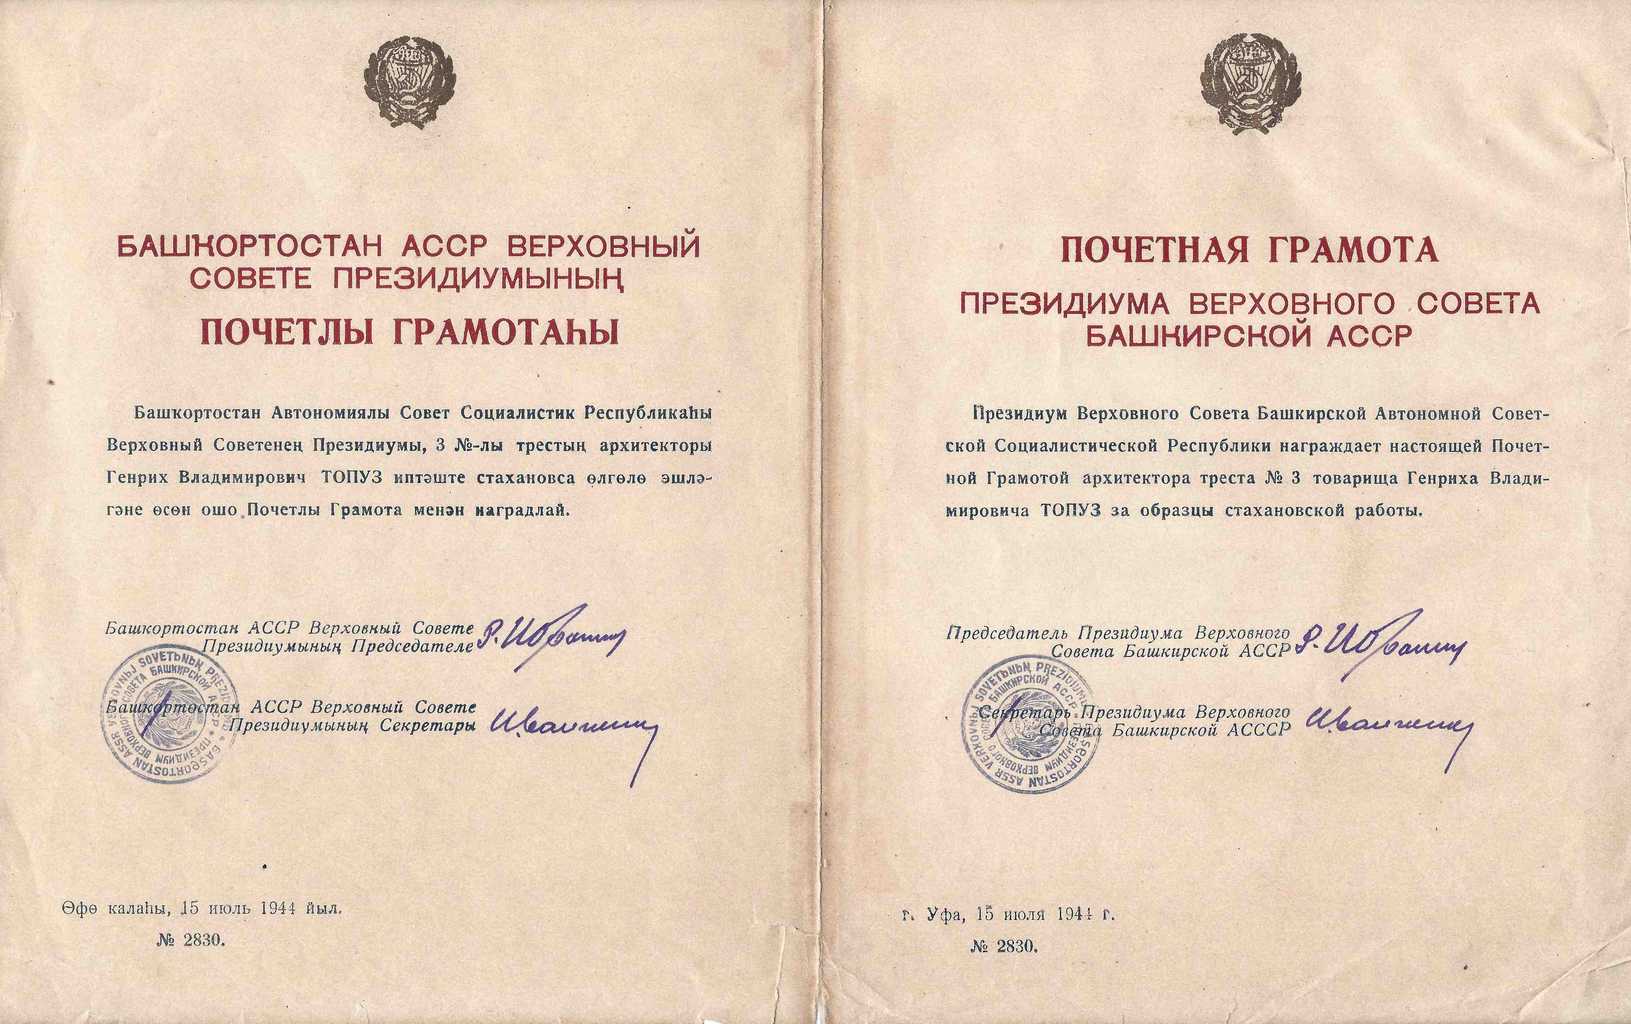 БАШҠОРТОСТАН АССР ВЕРХОВНЫЙ
СОВЕТЕ ПРЕЗИДИУМЫНЫҢ
ПОЧЕТЛЫ ГРАМОТАҺЫ
Башкортостан Автономиялы Совет Социалистик Республикаһы
Верховный Советенең Президиумы, 3 №-лы трестың архитекторы
Генрих Владимирович ТОПУЗ иптәште стахановса өлгөлө эшлә-
гәне өсөн ошо Почетлы Грамота менән наградлай.
Башкортостан АССР Верховный Совете
Президиумының Председателе
Башкортостан АССР Верховный Совете
Президиумының Секретары
Өфө калаһы, 15 июль 1944 йыл.
№ 2830.
ПОЧЕТНАЯ ГРАМОТА
ПРЕЗИДИУМА ВЕРХОВНОГО СОВЕТА
БАШКИРСКОЙ АССР
Президиум Верховного Совета Башкирской Автономной Совет-
ской Социалистической Республики награждает настоящей Почет-
ной Грамотой архитектора треста № 3 товарища Генриха Влади-
мировича ТОПУЗ за образцы стахановской работы.
Председатель Президиума Верховного
Совета Башкирской АССР
Секретарь Президиума Верховного
Совета Башкирской АСССР
г. Уфа, 15 июля 1944 г.
№ 2830.